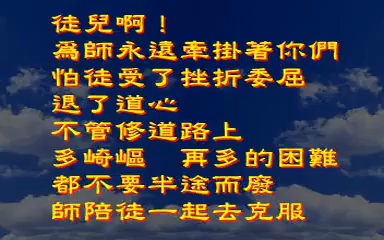 徒兒啊！
為師永遠牽掛著你們
怕徒受了挫折委屈
退了道心
不管修道路上
多崎嶇　再多的困難
都不要半途而廢
師陪徒一起去克服